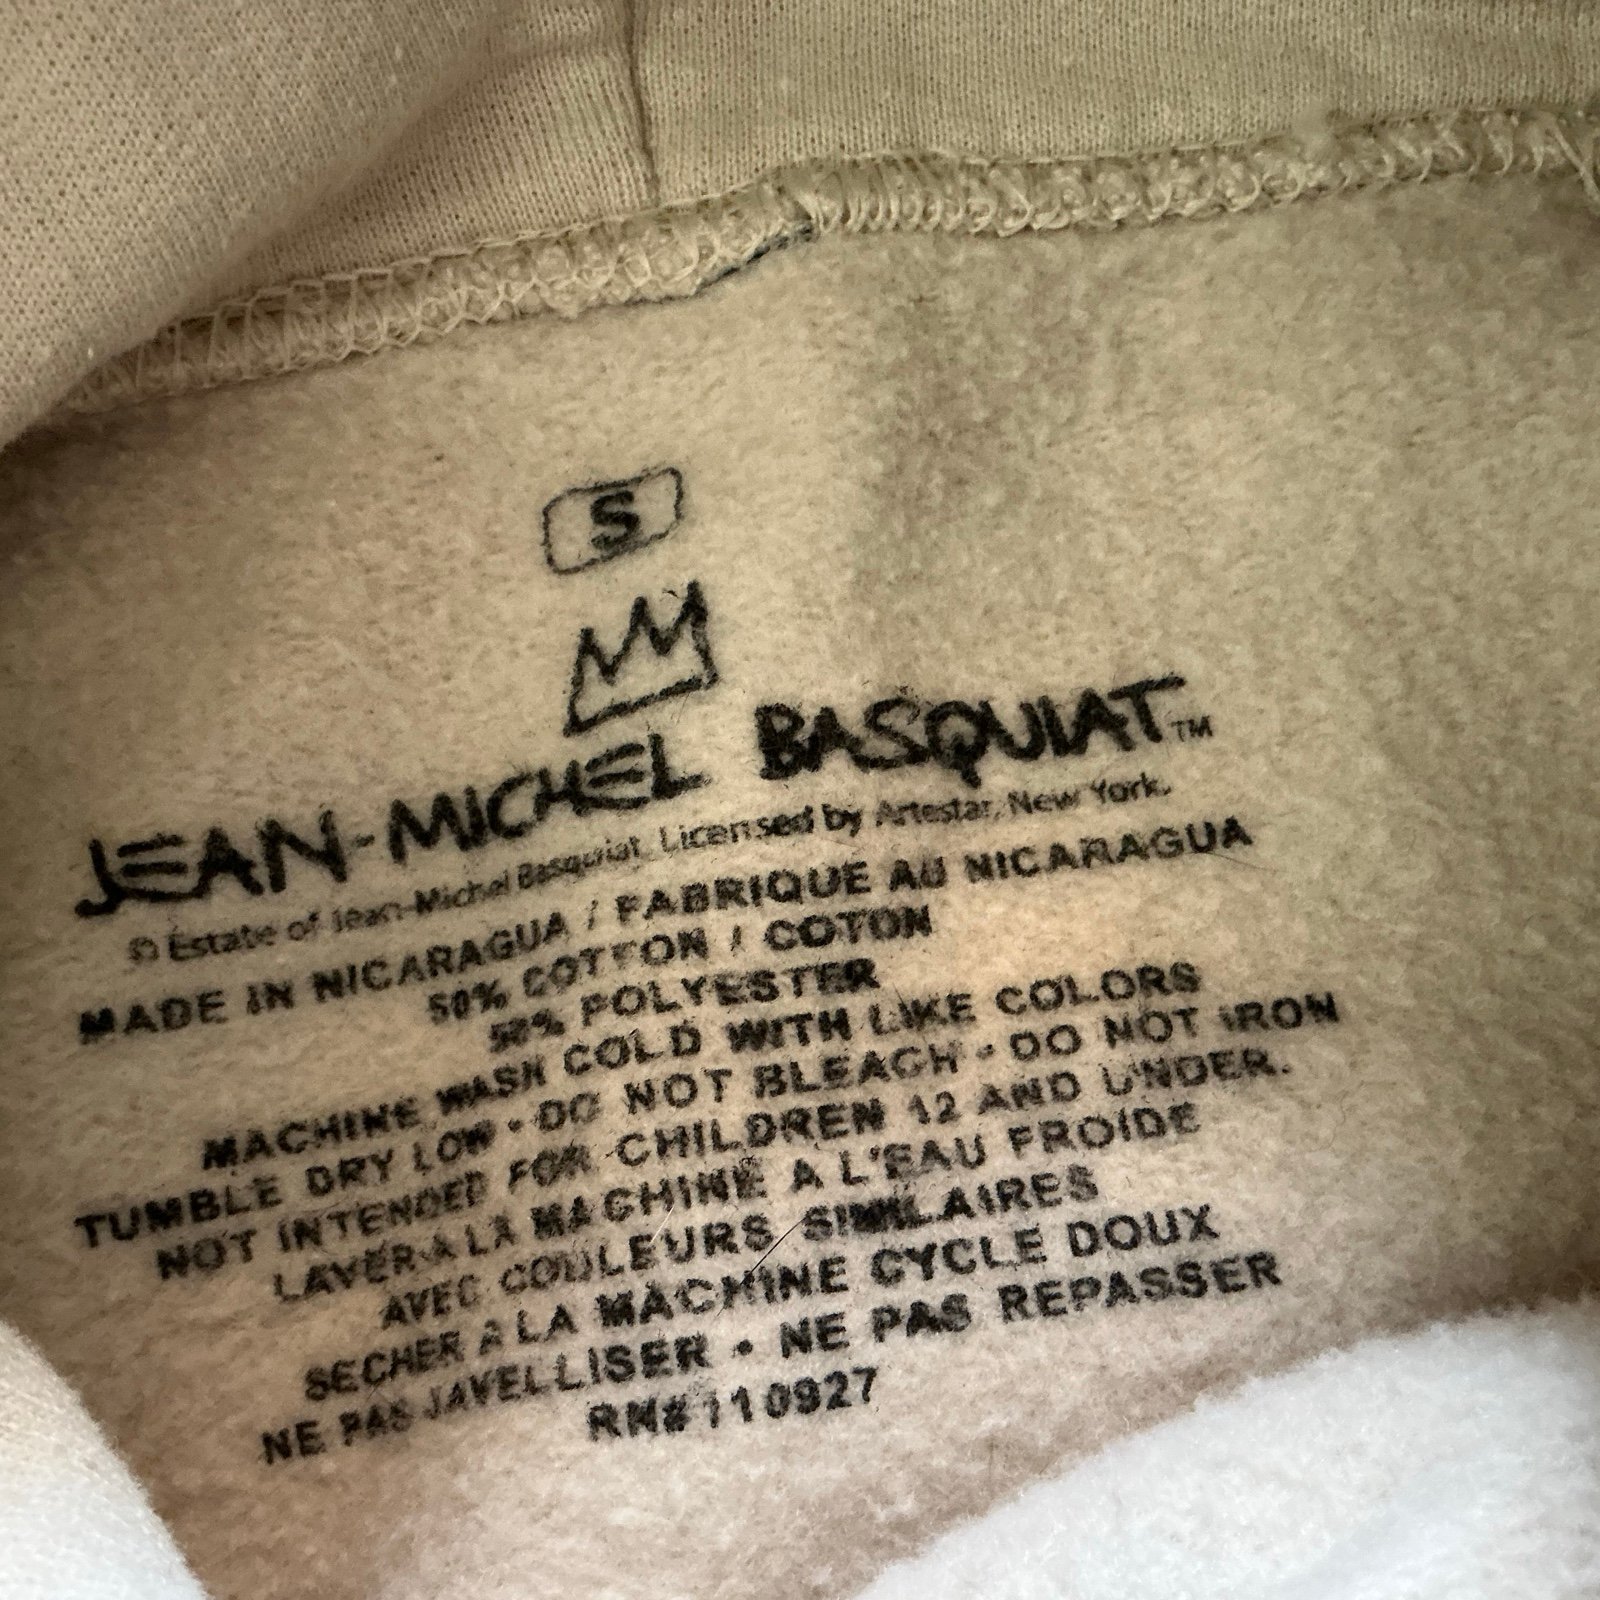 S
JEAN-MICHEL BASQUIAT™
© Estate of Jean-Michel Basquiat. Licensed by Artestar, New York.
MADE IN NICARAGUA / FABRIQUE AU NICARAGUA
50% COTTON / COTON
50% POLYESTER
MACHINE WASH COLD WITH LIKE COLORS
TUMBLE DRY LOW • DO NOT BLEACH • DO NOT IRON
NOT INTENDED FOR CHILDREN 12 AND UNDER.
LAVER A LA MACHINE A L'EAU FROIDE
AVEC COULEURS SIMILAIRES
SECHER A LA MACHINE CYCLE DOUX
NE PAS JAVELLISER • NE PAS REPASSER
RN# 110927